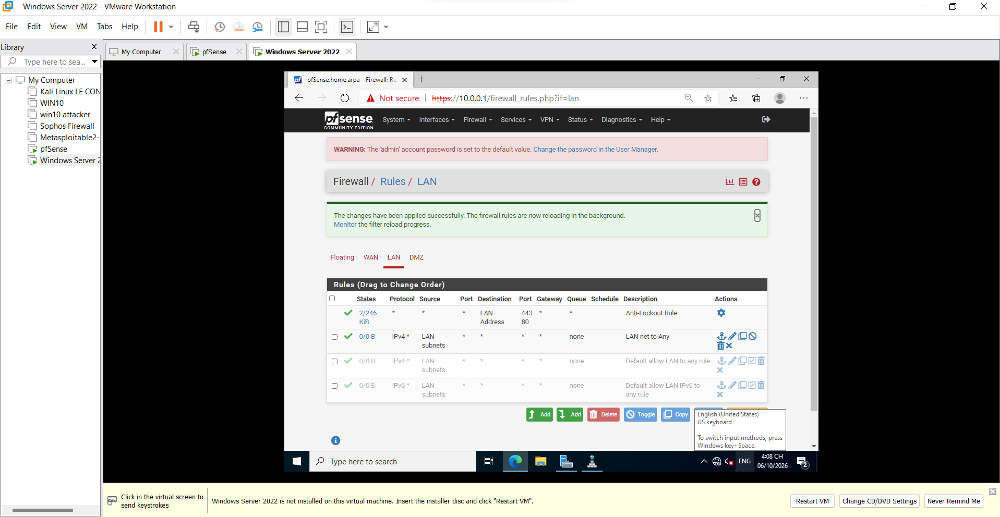 Windows Server 2022 - VMware Workstation
File Edit View VM Tabs Help
Library
My Computer
pfSense
Windows Server 2022
Type here to sea...
My Computer
Kali Linux LE CON
WIN10
win10 attacker
Sophos Firewall
Metasploitable2-
pfSense
Windows Server 2
pfSense.home.arpa - Firewall: Ru
Not secure https://10.0.0.1/firewall_rules.php?if=lan
pfsense
COMMUNITY EDITION
System Interfaces Firewall Services VPN Status Diagnostics Help
WARNING: The 'admin' account password is set to the default value. Change the password in the User Manager.
Firewall / Rules / LAN
The changes have been applied successfully. The firewall rules are now reloading in the background.
Monitor the filter reload progress.
Floating WAN LAN DMZ
Rules (Drag to Change Order)
States Protocol Source Port Destination Port Gateway Queue Schedule Description Actions
2/246 * * * LAN 443 * * Anti-Lockout Rule
KiB Address 80
0/0 B IPv4 * LAN * * * * none LAN net to Any
subnets
0/0 B IPv4 * LAN * * * * none Default allow LAN to any rule
subnets
0/0 B IPv6 * LAN * * * * none Default allow LAN IPv6 to
subnets any rule
Add Add Delete Toggle Copy
English (United States)
US keyboard
To switch input methods, press
Windows key+Space.
Type here to search
ENG
4:08 CH
06/10/2026
2
Click in the virtual screen to
send keystrokes
Windows Server 2022 is not installed on this virtual machine. Insert the installer disc and click "Restart VM".
Restart VM
Change CD/DVD Settings
Never Remind Me